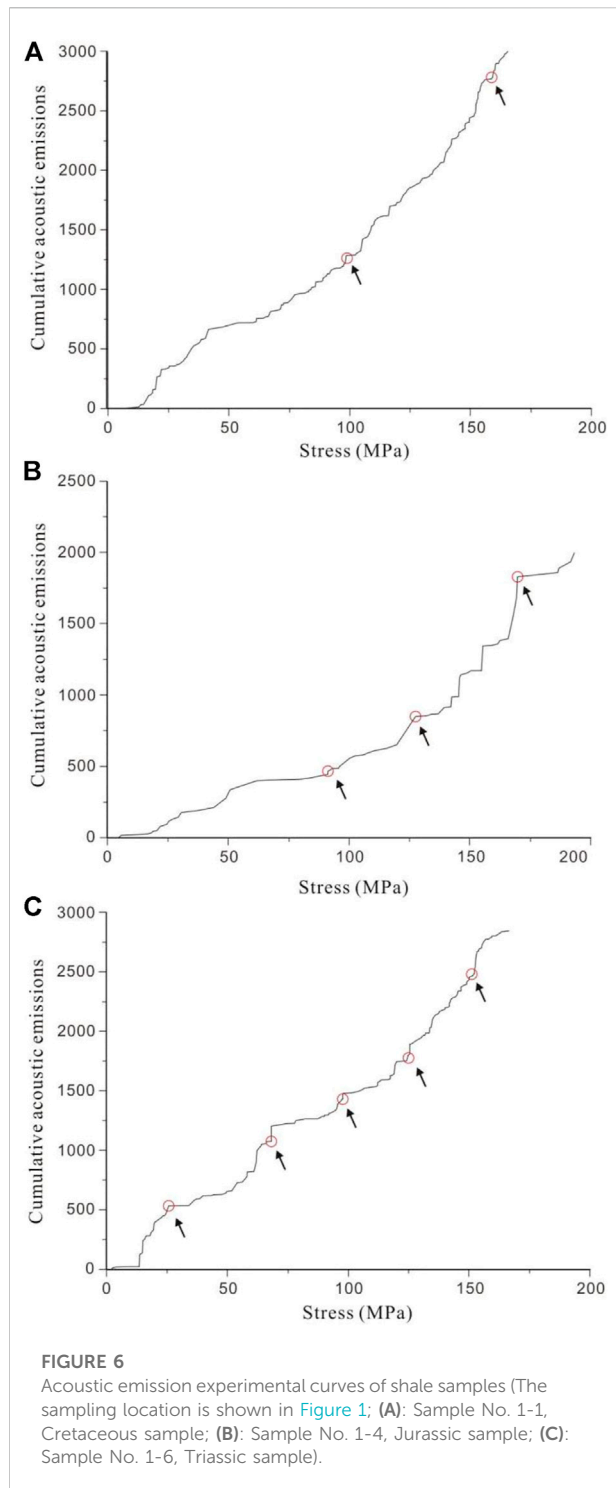 A
Cumulative acoustic emissions
3000
2500
2000
1500
1000
500
0
0 50 100 150 200
Stress (MPa)
B
Cumulative acoustic emissions
2500
2000
1500
1000
500
0
0 50 100 150 200
Stress (MPa)
C
Cumulative acoustic emissions
3000
2500
2000
1500
1000
500
0
0 50 100 150 200
Stress (MPa)
FIGURE 6
Acoustic emission experimental curves of shale samples (The
sampling location is shown in Figure 1; (A): Sample No. 1-1,
Cretaceous sample; (B): Sample No. 1-4, Jurassic sample; (C):
Sample No. 1-6, Triassic sample).